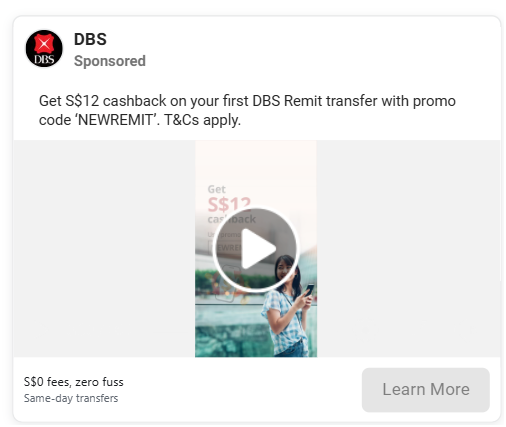 DBS
DBS
Sponsored
Get S$12 cashback on your first DBS Remit transfer with promo
code ‘NEWREMIT’. T&Cs apply.
Get
S$12
cashback
S$0 fees, zero fuss
Same-day transfers
Learn More